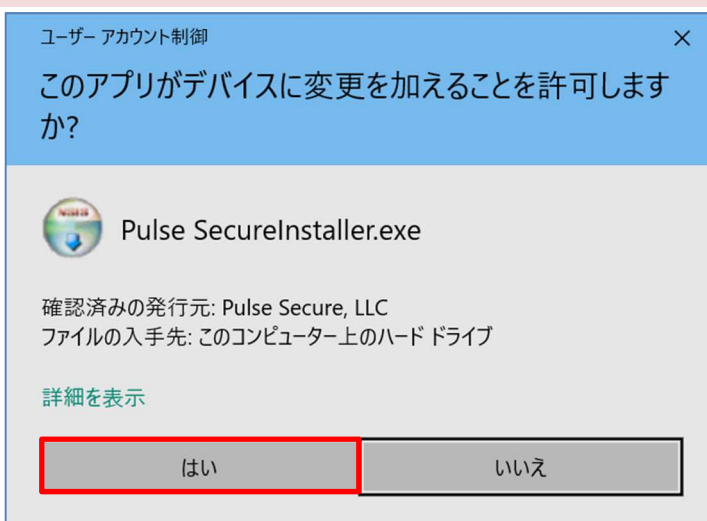 ユーザー アカウント制御
このアプリがデバイスに変更を加えることを許可します
か?
NSIS
Pulse SecureInstaller.exe
確認済みの発行元: Pulse Secure, LLC
ファイルの入手先: このコンピューター上のハード ドライブ
詳細を表示
はい
いいえ